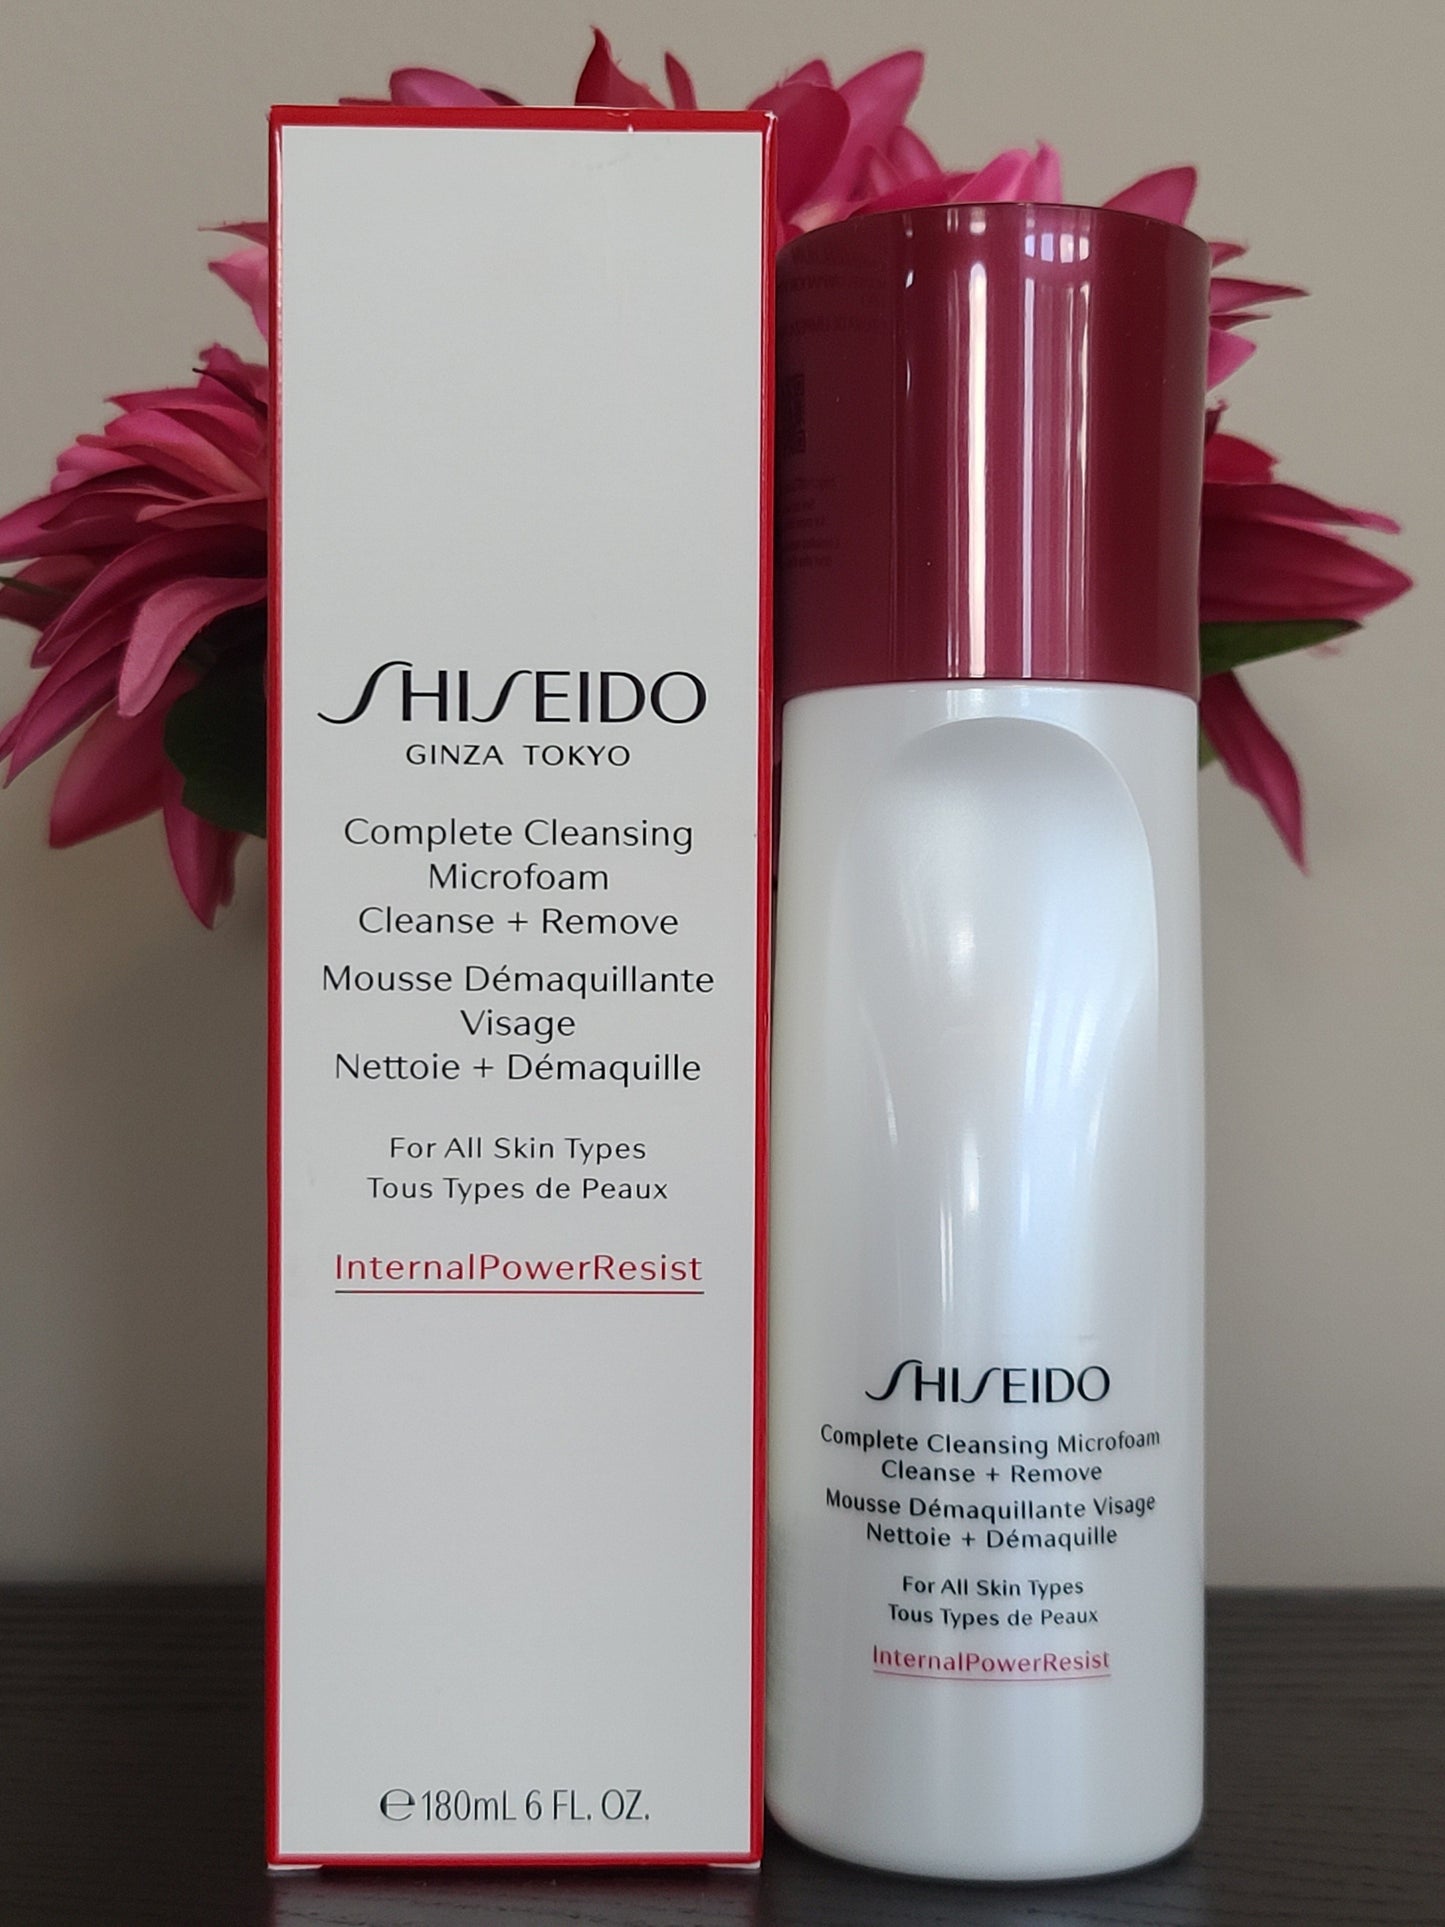 SHISEIDO
GINZA TOKYO
Complete Cleansing
Microfoam
Cleanse + Remove
Mousse Démaquillante
Visage
Nettoie + Démaquille
For All Skin Types
Tous Types de Peaux
InternalPowerResist
℮180mL 6 FL. OZ.
SHISEIDO
Complete Cleansing Microfoam
Cleanse + Remove
Mousse Démaquillante Visage
Nettoie + Démaquille
For All Skin Types
Tous Types de Peaux
InternalPowerResist